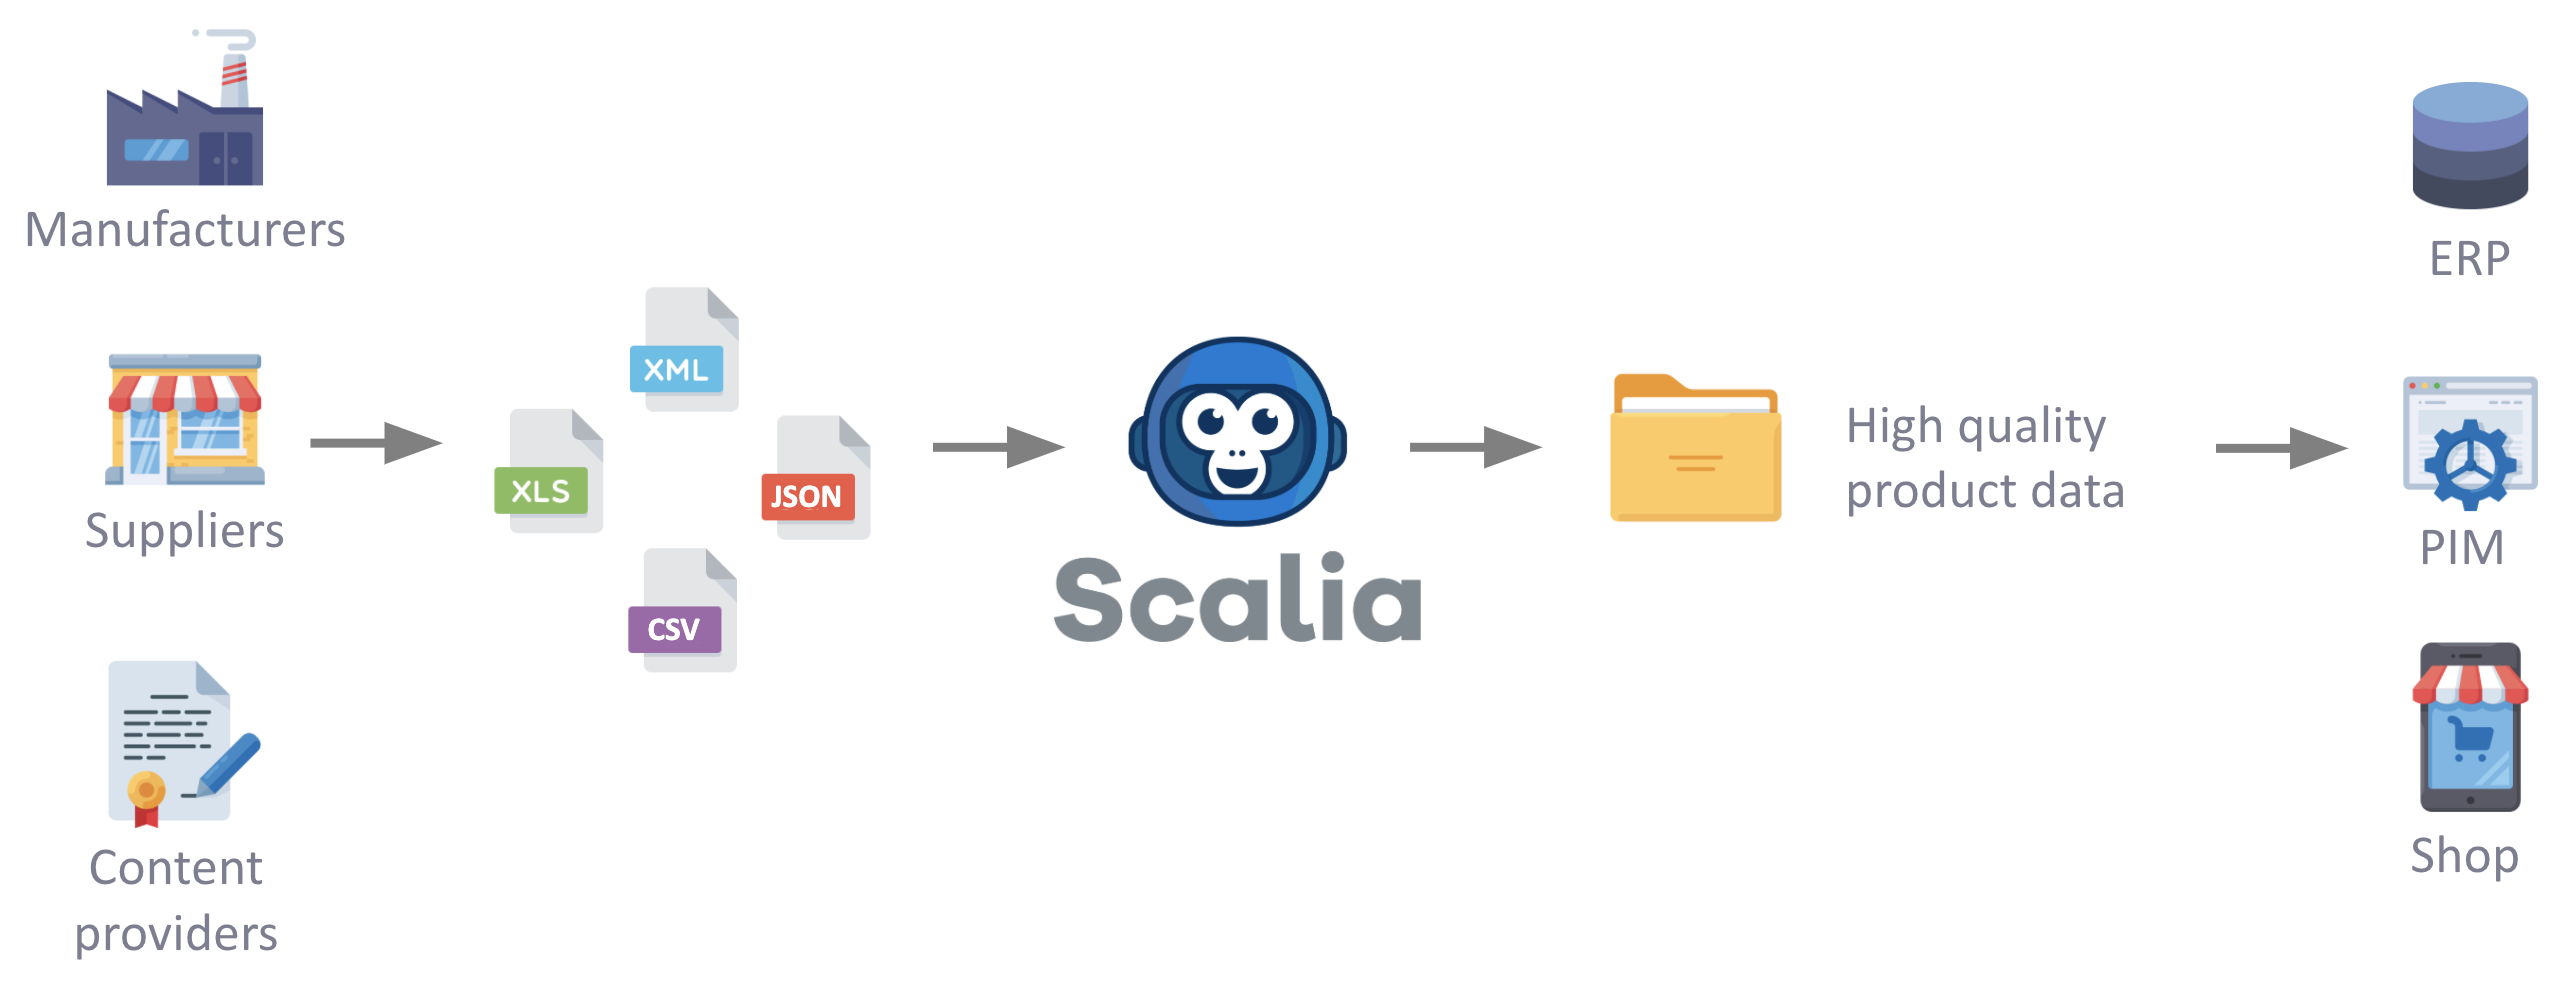 Manufacturers
Suppliers
Content
providers
XML
XLS
JSON
CSV
Scalia
High quality
product data
ERP
PIM
Shop